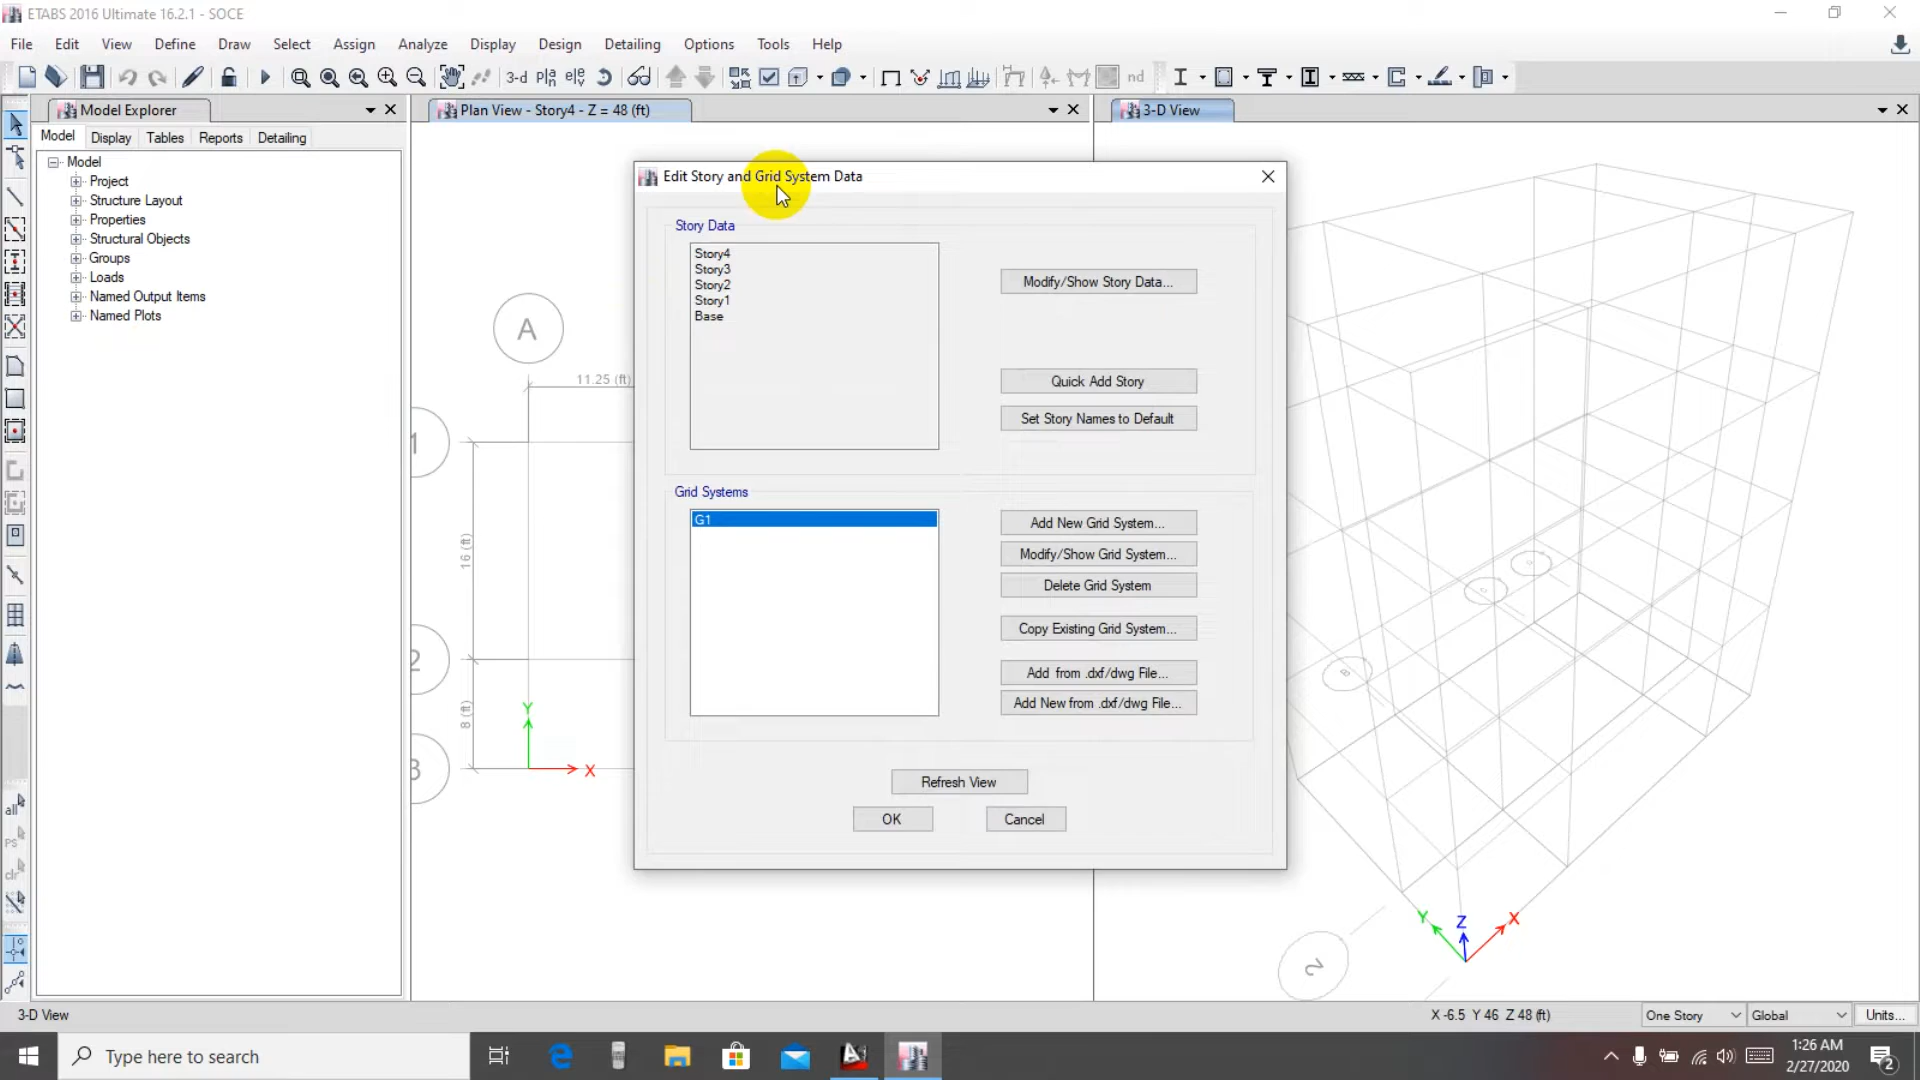 ETABS 2016 Ultimate 16.2.1 - SOCE
File Edit View Define Draw Select Assign Analyze Display Design Detailing Options Tools Help
3-d nd
Model Explorer
Plan View - Story4 - Z = 48 (ft)
3-D View
Model Display Tables Reports Detailing
Model
Project
Structure Layout
Properties
Structural Objects
Groups
Loads
Named Output Items
Named Plots
A
11.25 (ft)
1
16 (ft)
2
8 (ft)
3
Y
X
Edit Story and Grid System Data
Story Data
Story4
Story3
Story2
Story1
Base
Modify/Show Story Data...
Quick Add Story
Set Story Names to Default
Grid Systems
G1
Add New Grid System...
Modify/Show Grid System...
Delete Grid System
Copy Existing Grid System...
Add from .dxf/dwg File...
Add New from .dxf/dwg File...
Refresh View
OK Cancel
Y Z X
2
all
ps
clr
3-D View
X -6.5 Y 46 Z 48 (ft)
One Story
Global
Units...
Type here to search
1:26 AM
2/27/2020
2